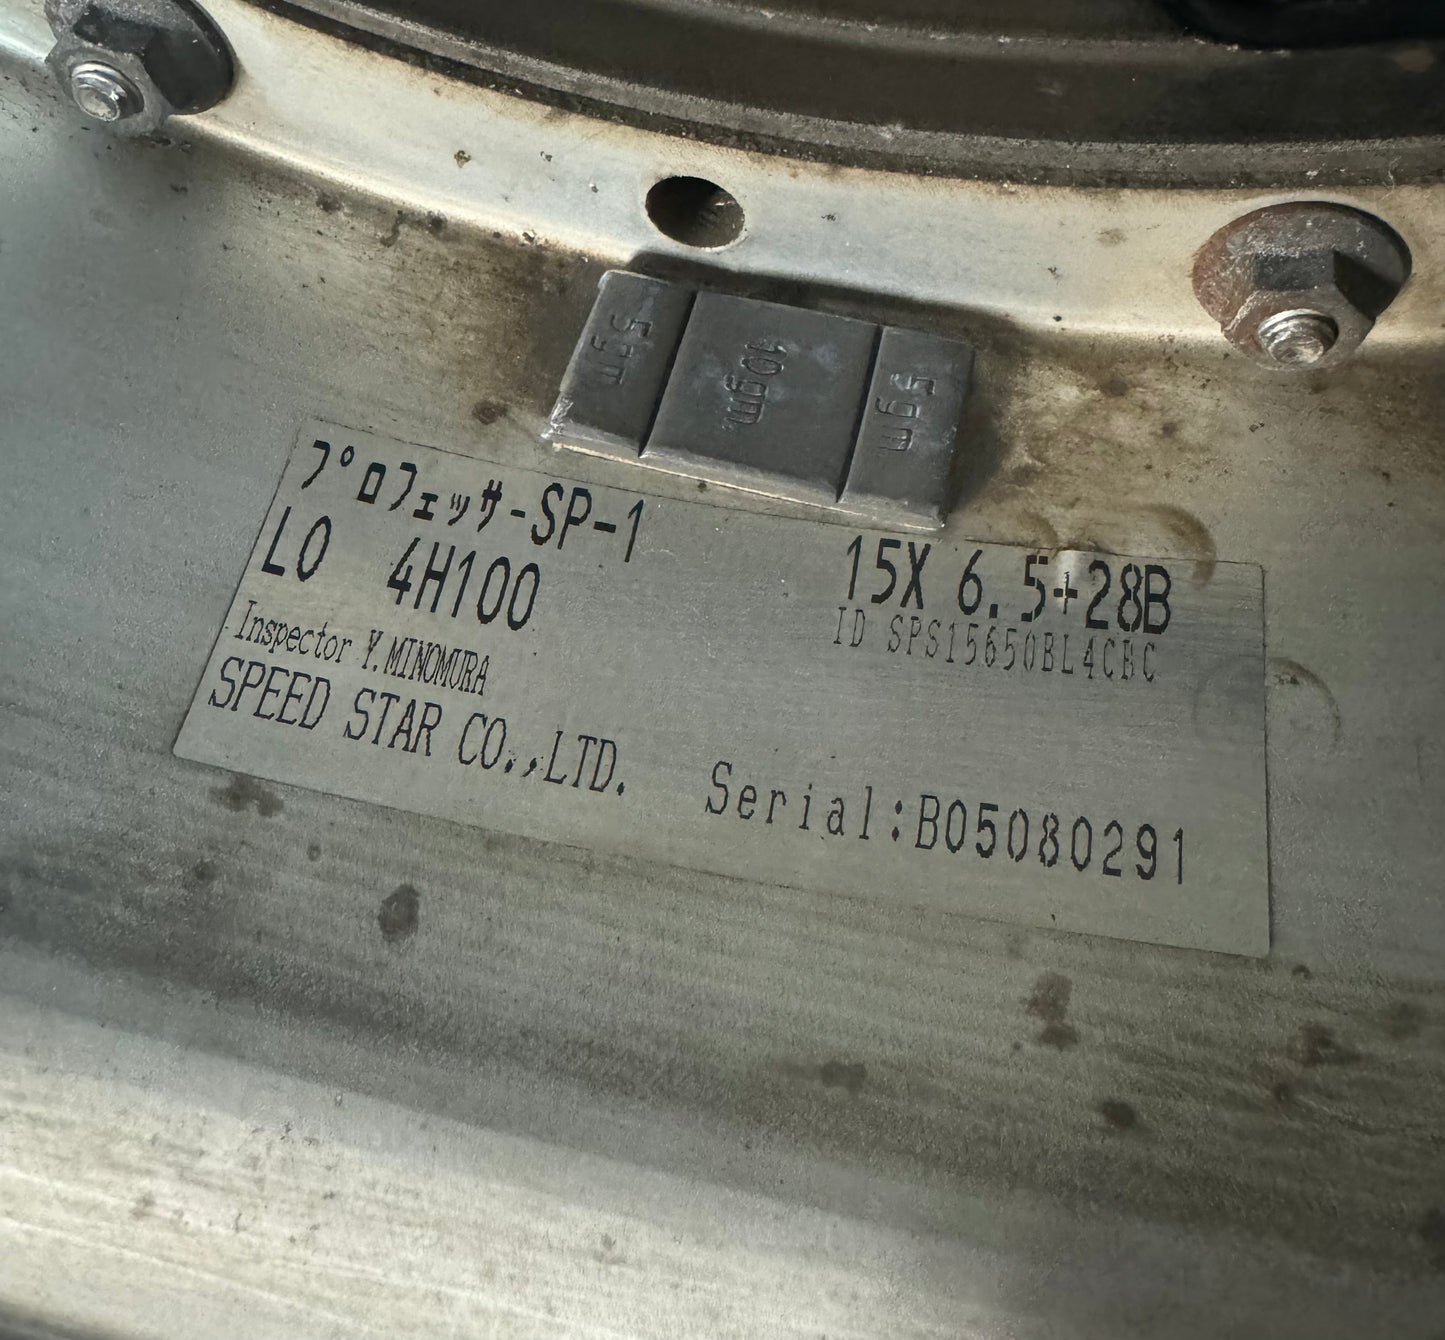 5gm
10gm
5gm
プロフェッサ-SP-1
15X 6.5+28B
LO 4H100
ID SPS15650BL4CBC
Inspector Y.MINOMURA
SPEED STAR CO.,LTD.
Serial:B05080291